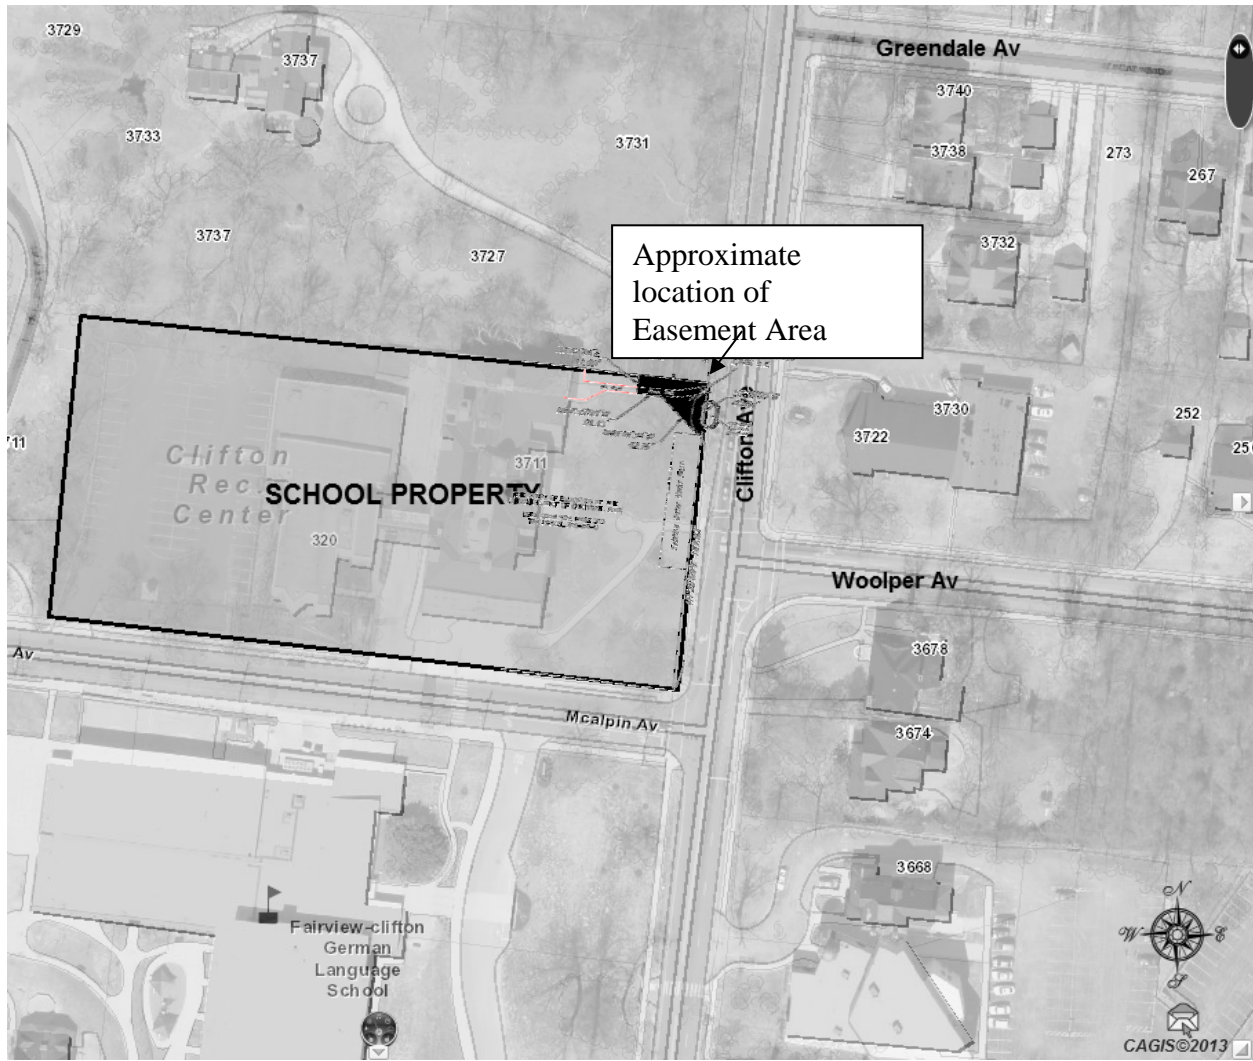 3729
3737
Greendale Av
3740
3733
3731
3738
273
267
3737
3727
3732
Approximate
location of
Easement Area
Clifton Av
3730
3722
252
Clifton
Rec.
Center
3711
SCHOOL PROPERTY
320
Woolper Av
3678
Av
Mcalpin Av
3674
3668
N
W
E
S
Fairview-clifton
German
Language
School
CAGIS©2013